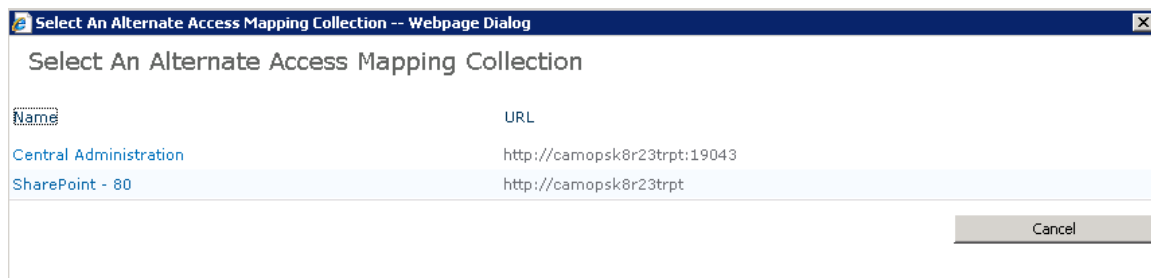 Select An Alternate Access Mapping Collection -- Webpage Dialog
Select An Alternate Access Mapping Collection
Name URL
Central Administration http://camopsk8r23trpt:19043
SharePoint - 80 http://camopsk8r23trpt
Cancel